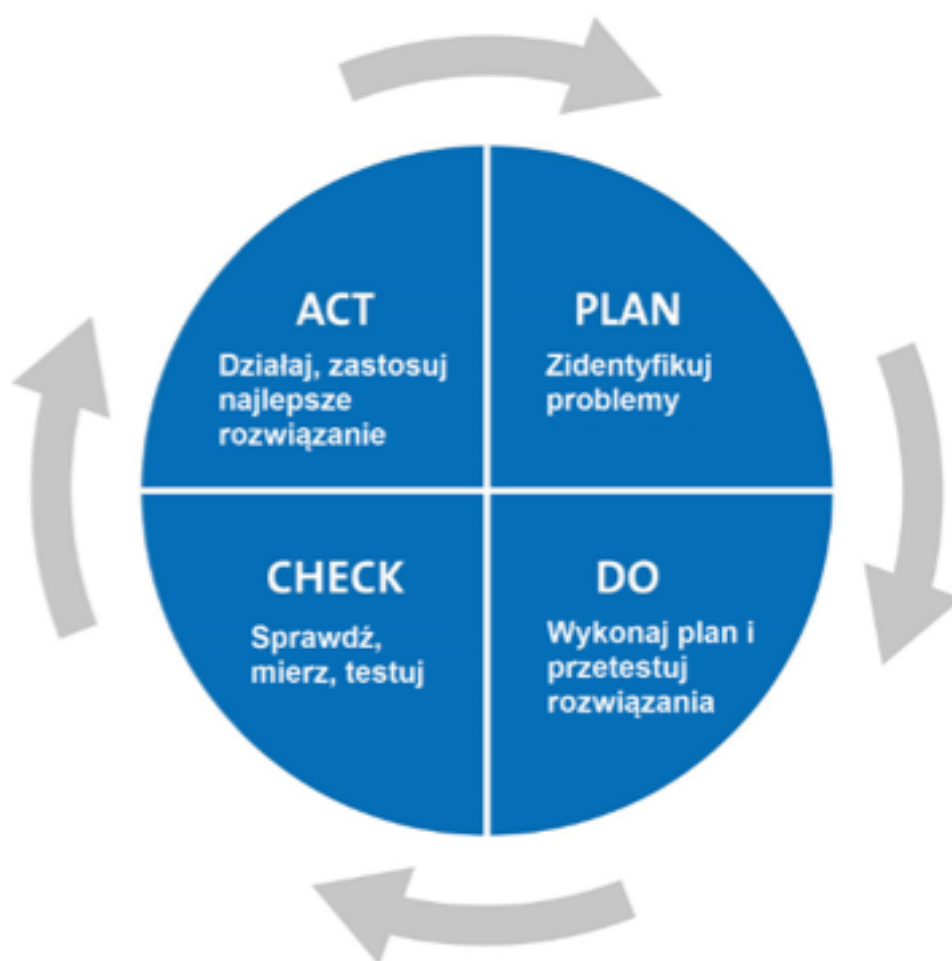 ACT
Działaj, zastosuj
najlepsze
rozwiązanie
PLAN
Zidentyfikuj
problemy
CHECK
Sprawdź,
mierz, testuj
DO
Wykonaj plan i
przetestuj
rozwiązania